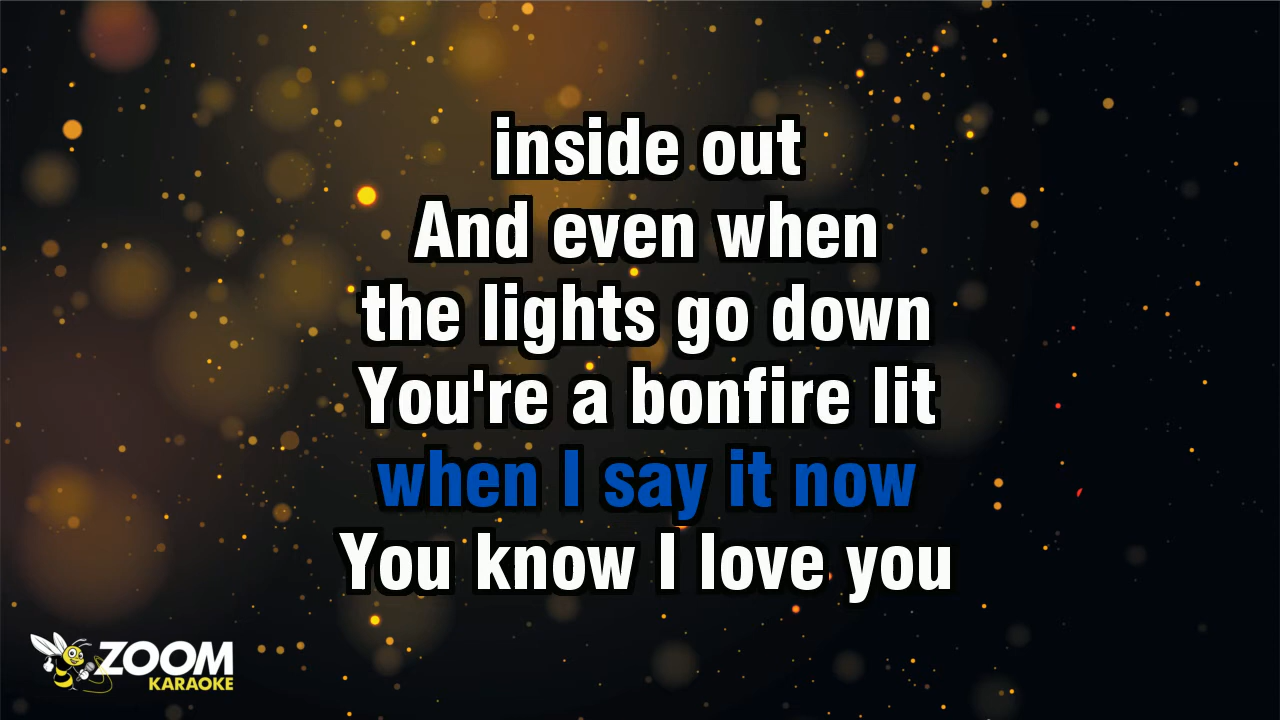 inside out
And even when
the lights go down
You're a bonfire lit
when I say it now
You know I love you
ZOOM
KARAOKE